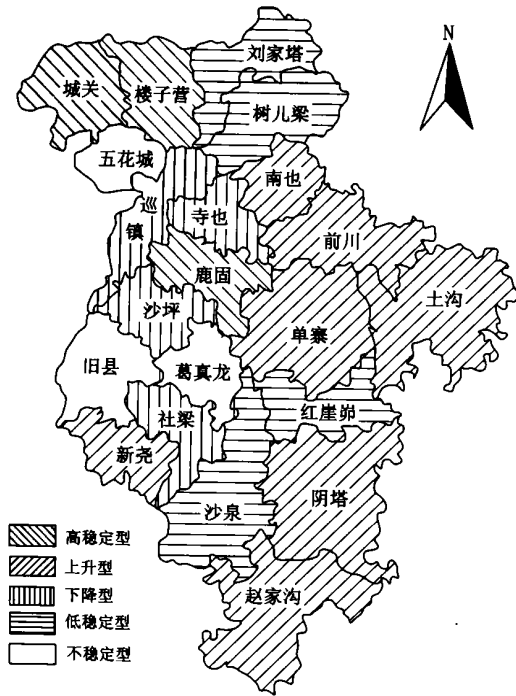 N
刘家塔
城关
楼子营
树儿梁
五花城
南也
巡
镇
寺也
前川
鹿固
土沟
沙坪
单寨
旧县
葛真龙
社梁
红崖峁
新尧
沙泉
阴塔
赵家沟
高稳定型
上升型
下降型
低稳定型
不稳定型